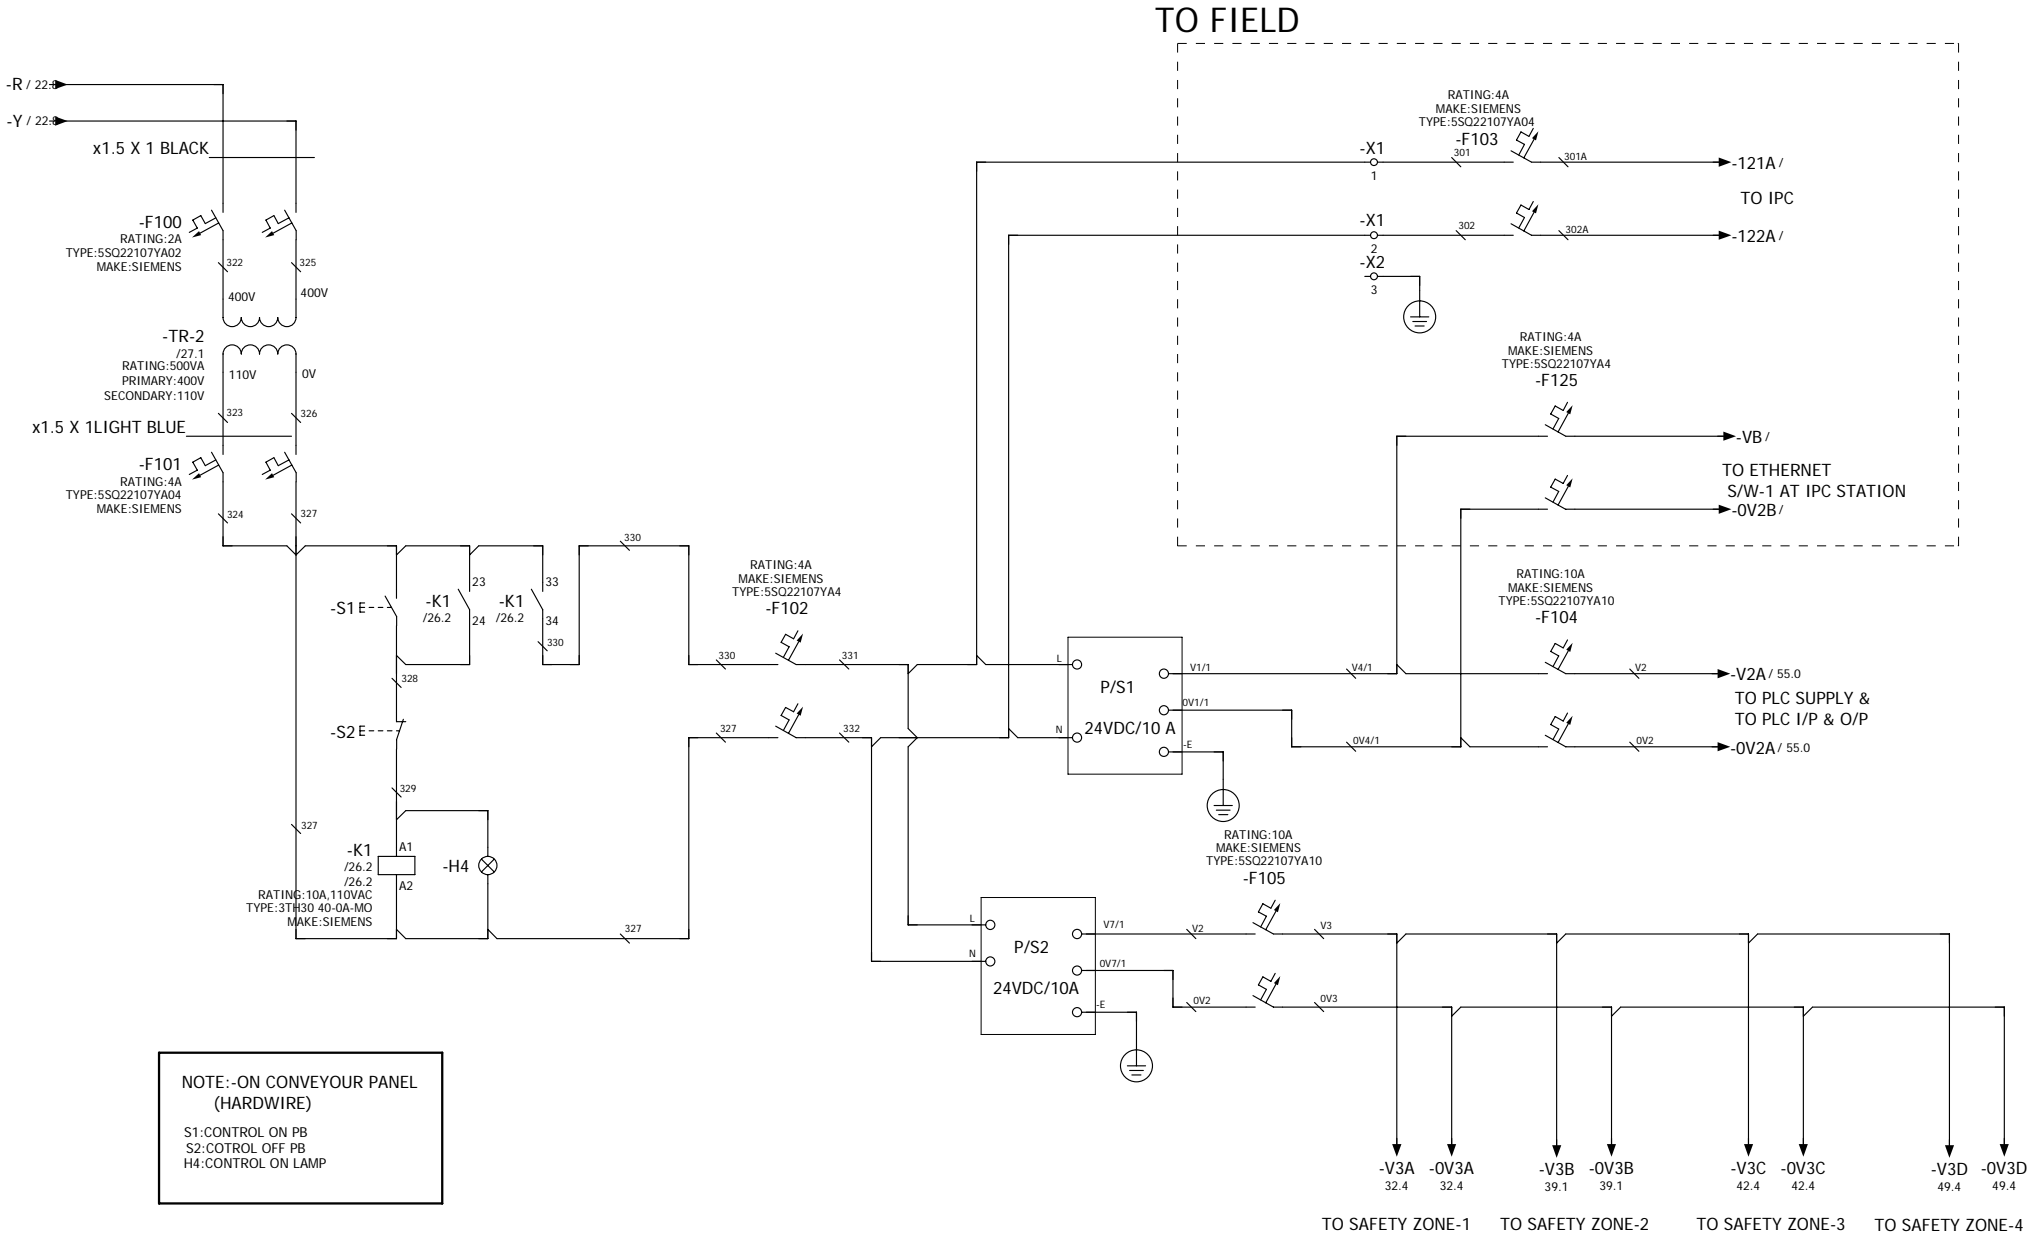 TO FIELD
-R / 22.8
-Y / 22.8
x1.5 X 1 BLACK
-F100
RATING:2A
TYPE:5SQ22107YA02
MAKE:SIEMENS
322
325
400V
400V
-TR-2
/27.1
RATING:500VA
PRIMARY:400V
SECONDARY:110V
110V
0V
323
326
x1.5 X 1LIGHT BLUE
-F101
RATING:4A
TYPE:5SQ22107YA04
MAKE:SIEMENS
324
327
-S1 E
-K1
/26.2
23
24
-K1
/26.2
33
34
330
330
328
-S2 E
329
327
-K1
/26.2
/26.2
RATING:10A,110VAC
TYPE:3TH30 40-0A-MO
MAKE:SIEMENS
A1
A2
-H4
327
RATING:4A
MAKE:SIEMENS
TYPE:5SQ22107YA4
-F102
330
331
327
332
RATING:4A
MAKE:SIEMENS
TYPE:5SQ22107YA04
-F103
-X1
1
301
301A
-121A /
TO IPC
-X1
2
302
302A
-122A /
-X2
3
RATING:4A
MAKE:SIEMENS
TYPE:5SQ22107YA4
-F125
-VB /
TO ETHERNET
S/W-1 AT IPC STATION
-0V2B /
RATING:10A
MAKE:SIEMENS
TYPE:5SQ22107YA10
-F104
L
N
P/S1
24VDC/10 A
V1/1
0V1/1
-E
V4/1
0V4/1
V2
0V2
-V2A / 55.0
TO PLC SUPPLY &
TO PLC I/P & O/P
-0V2A / 55.0
RATING:10A
MAKE:SIEMENS
TYPE:5SQ22107YA10
-F105
L
N
P/S2
24VDC/10A
V7/1
0V7/1
-E
V2
V3
0V2
0V3
-V3A
32.4
-0V3A
32.4
-V3B
39.1
-0V3B
39.1
-V3C
42.4
-0V3C
42.4
-V3D
49.4
-0V3D
49.4
TO SAFETY ZONE-1
TO SAFETY ZONE-2
TO SAFETY ZONE-3
TO SAFETY ZONE-4
NOTE:-ON CONVEYOUR PANEL
(HARDWIRE)
S1:CONTROL ON PB
S2:COTROL OFF PB
H4:CONTROL ON LAMP